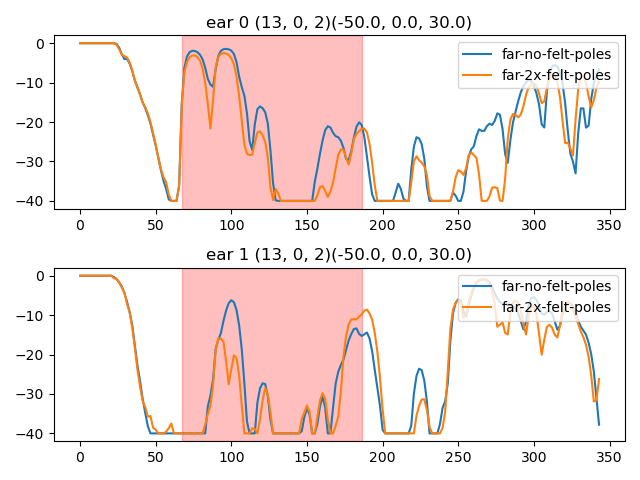 ear 0 (13, 0, 2)(-50.0, 0.0, 30.0)
0
−10
−20
−30
−40
far-no-felt-poles
far-2x-felt-poles
0 50 100 150 200 250 300 350
ear 1 (13, 0, 2)(-50.0, 0.0, 30.0)
0
−10
−20
−30
−40
far-no-felt-poles
far-2x-felt-poles
0 50 100 150 200 250 300 350